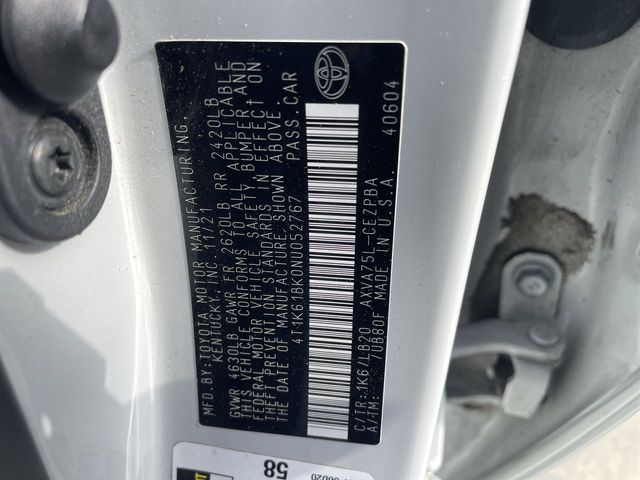 MFD. BY: TOYOTA MOTOR MANUFACTURING,
KENTUCKY, INC. 11/21
GVWR 4630LB GAWR FR 2620LB RR 2420LB
THIS VEHICLE CONFORMS TO ALL APPLICABLE
FEDERAL MOTOR VEHICLE SAFETY, BUMPER, AND
THEFT PREVENTION STANDARDS IN EFFECT ON
THE DATE OF MANUFACTURE SHOWN ABOVE.
4T1K61BK0NU052767 PASS. CAR
C/TR: 1K6/LB20 AXVA75L-CEZPBA
A/TM: -/UB80F MADE IN U.S.A. 40604
58